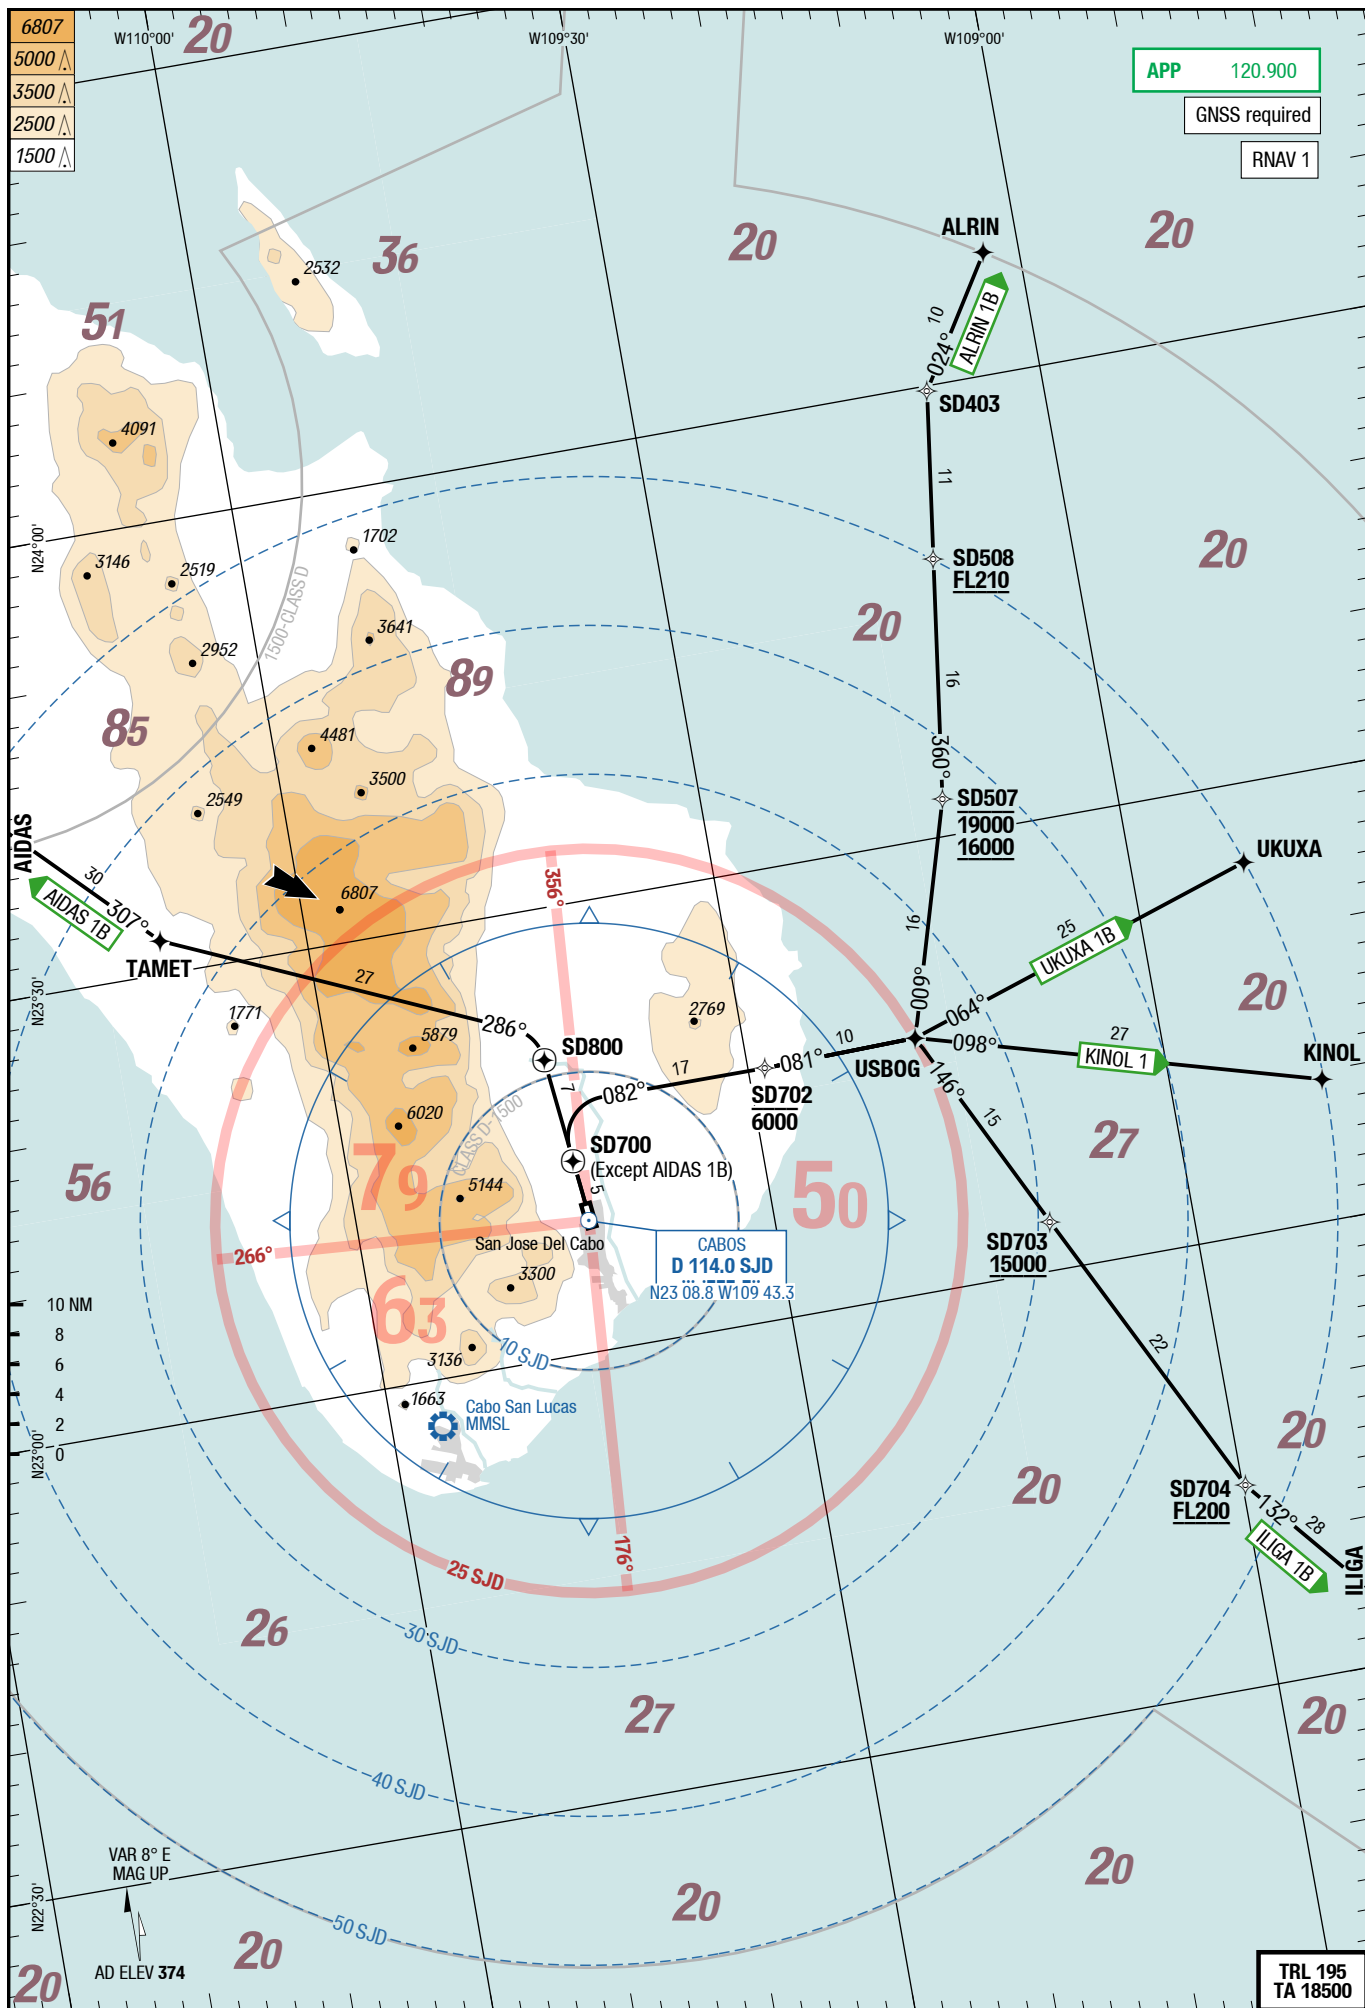 6807
5000
3500
2500
1500
W110°00'
W109°30'
W109°00'
20
APP 120.900
GNSS required
RNAV 1
ALRIN
20
20
36
2532
51
10
024°
ALRIN 1B
SD403
4091
11
N24°00'
3146
2519
1702
1500-CLASS D
SD508
FL210
20
2952
3641
20
89
85
16
4481
3500
360°
2549
SD507
19000
16000
AIDAS
30
307°
AIDAS 1B
TAMET
27
6807
356°
UKUXA
16
25
UKUXA 1B
009°
064°
N23°30'
1771
286°
5879
SD800
7
2769
10
081°
USBOG
098°
27
KINOL 1
KINOL
20
17
082°
SD702
6000
146°
15
6020
CLASS D-1500
SD700
(Except AIDAS 1B)
5
27
56
79
5144
50
266°
San Jose Del Cabo
CABOS
D 114.0 SJD
N23 08.8 W109 43.3
SD703
15000
3300
63
10 NM
8
6
4
2
0
3136
10 SJD
22
1663
Cabo San Lucas
MMSL
N23°00'
20
20
SD704
FL200
132°
28
ILIGA 1B
ILIGA
176°
25 SJD
26
30 SJD
27
20
40 SJD
VAR 8° E
MAG UP
N22°30'
20
20
50 SJD
20
AD ELEV 374
20
TRL 195
TA 18500